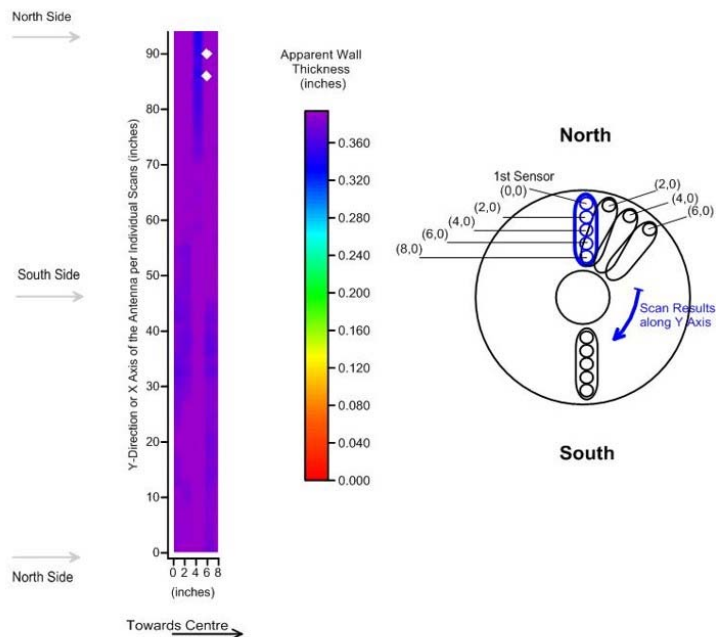 North Side
South Side
North Side
Y-Direction or X Axis of the Antenna per Individual Scans (inches)
90
80
70
60
50
40
30
20
10
0
0 2 4 6 8
(inches)
Towards Centre
Apparent Wall
Thickness
(inches)
0.360
0.320
0.280
0.240
0.200
0.160
0.120
0.080
0.040
0.000
North
1st Sensor
(0,0)
(2,0)
(4,0)
(6,0)
(8,0)
(2,0)
(4,0)
(6,0)
Scan Results
along Y Axis
South